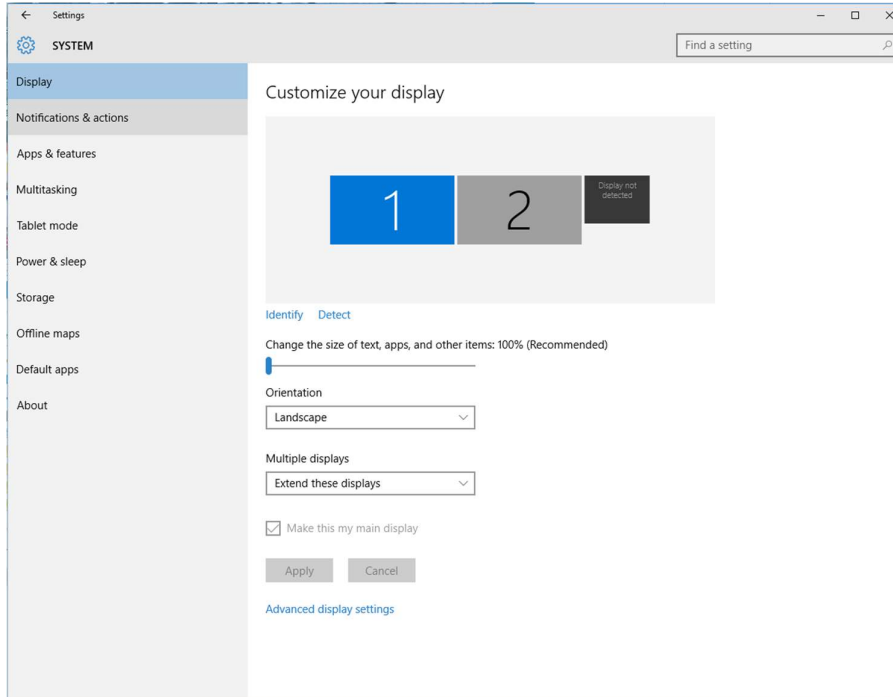 Settings
SYSTEM
Find a setting
Display
Notifications & actions
Apps & features
Multitasking
Tablet mode
Power & sleep
Storage
Offline maps
Default apps
About
Customize your display
1
2
Display not
detected
Identify Detect
Change the size of text, apps, and other items: 100% (Recommended)
Orientation
Landscape
Multiple displays
Extend these displays
Make this my main display
Apply Cancel
Advanced display settings